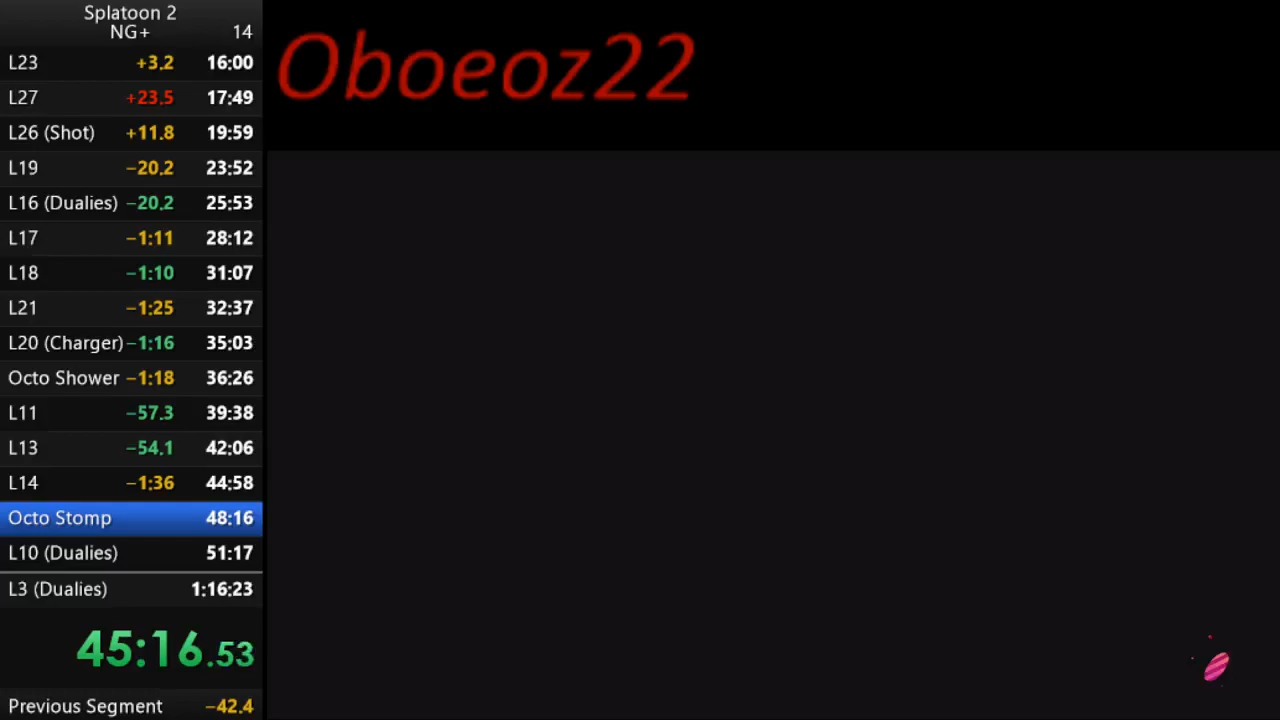 Splatoon 2
NG+ 14
Oboeoz22
L23 +3.2 16:00
L27 +23.5 17:49
L26 (Shot) +11.8 19:59
L19 −20.2 23:52
L16 (Dualies) −20.2 25:53
L17 −1:11 28:12
L18 −1:10 31:07
L21 −1:25 32:37
L20 (Charger) −1:16 35:03
Octo Shower −1:18 36:26
L11 −57.3 39:38
L13 −54.1 42:06
L14 −1:36 44:58
Octo Stomp 48:16
L10 (Dualies) 51:17
L3 (Dualies) 1:16:23
45:16.53
Previous Segment −42.4